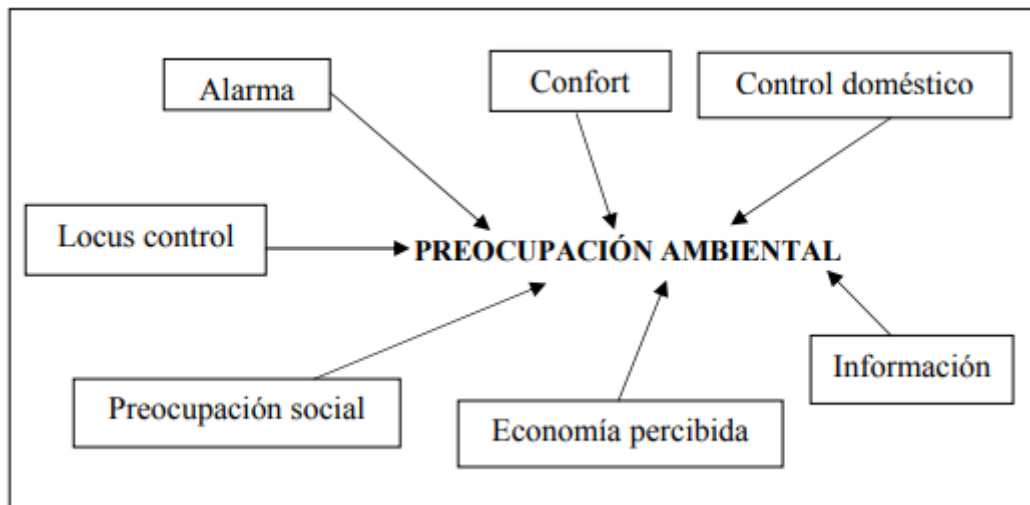 Alarma
Confort
Control doméstico
Locus control
PREOCUPACIÓN AMBIENTAL
Información
Preocupación social
Economía percibida